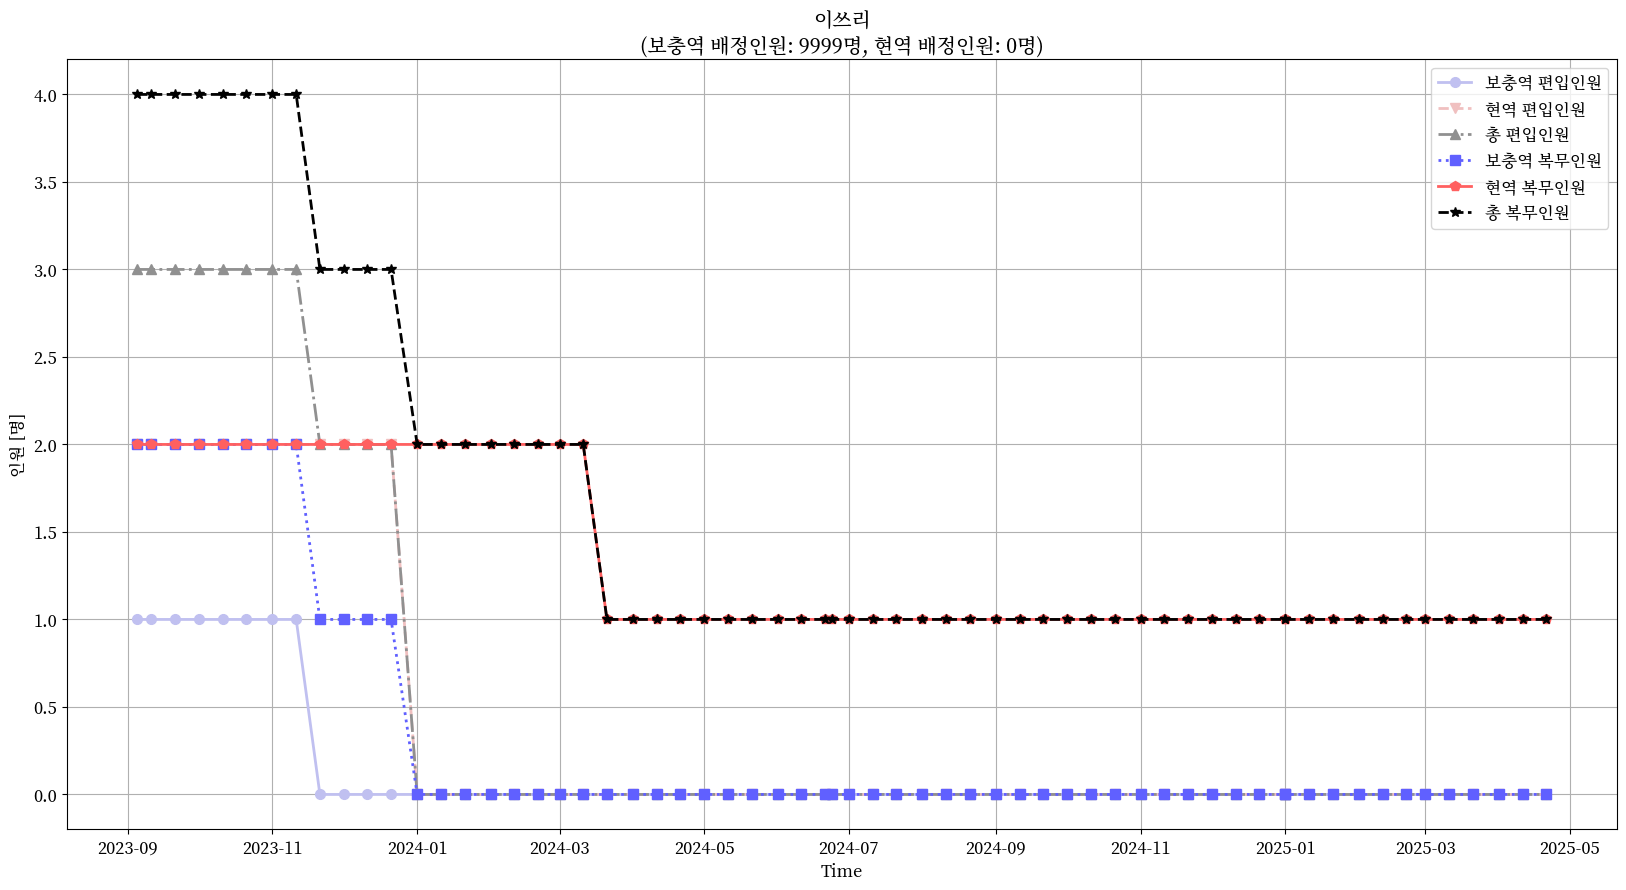 이쓰리
(보충역 배정인원: 9999명, 현역 배정인원: 0명)
보충역 편입인원
현역 편입인원
총 편입인원
보충역 복무인원
현역 복무인원
총 복무인원
인원 [명]
4.0
3.5
3.0
2.5
2.0
1.5
1.0
0.5
0.0
2023-09 2023-11 2024-01 2024-03 2024-05 2024-07 2024-09 2024-11 2025-01 2025-03 2025-05
Time